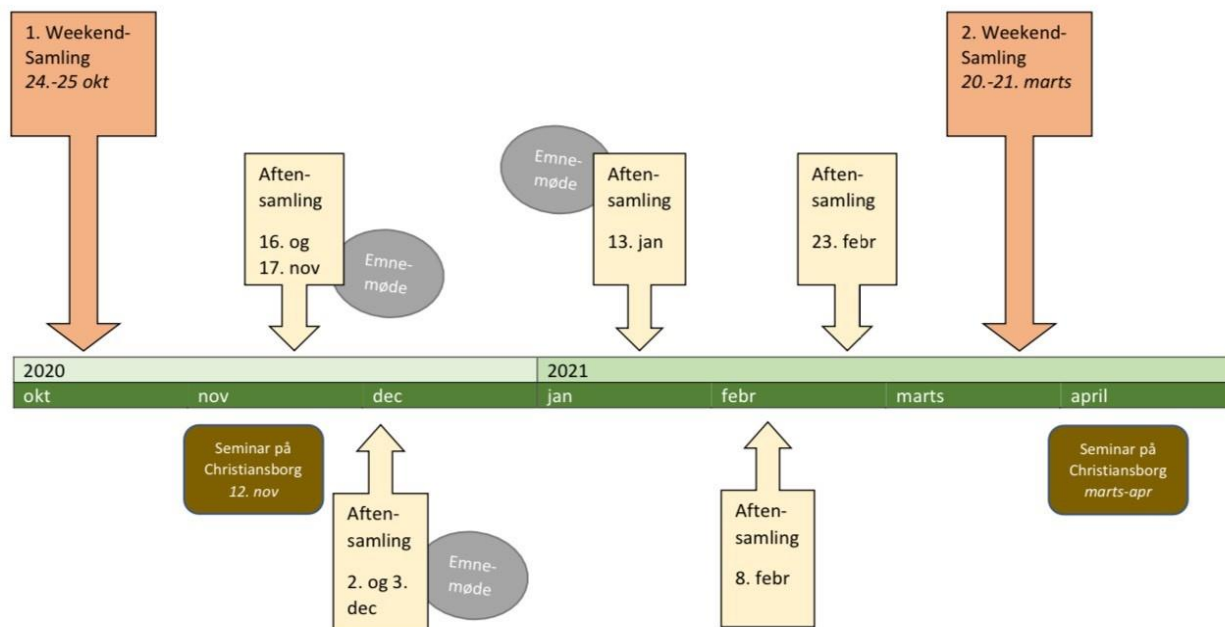 1. Weekend-
Samling
24.-25 okt
2. Weekend-
Samling
20.-21. marts
Aften-
samling
16. og
17. nov
Emne-
møde
Emne-
møde
Aften-
samling
13. jan
Aften-
samling
23. febr
2020 2021
okt nov dec jan febr marts april
Seminar på
Christiansborg
12. nov
Aften-
samling
2. og 3.
dec
Emne-
møde
Aften-
samling
8. febr
Seminar på
Christiansborg
marts-apr